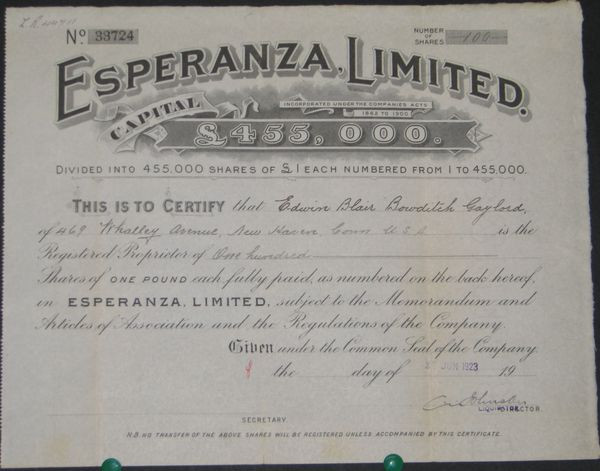 No. 33724
NUMBER OF SHARES 100
ESPERANZA, LIMITED.
CAPITAL
INCORPORATED UNDER THE COMPANIES ACTS
1862 TO 1900
£455,000.
DIVIDED INTO 455,000 SHARES OF £1 EACH NUMBERED FROM 1 TO 455,000.
THIS IS TO CERTIFY that Edwin Blair Bowditch Gaylord,
of 469 Whalley Avenue, New Haven, Conn U.S.A. is the
Registered Proprietor of One hundred
Shares of ONE POUND each fully paid, as numbered on the back hereof,
in ESPERANZA, LIMITED, subject to the Memorandum and
Articles of Association and the Regulations of the Company.
Given under the Common Seal of the Company
the day of JUN 1923 19
LIQUIDATOR DIRECTOR.
SECRETARY.
N.B. NO TRANSFER OF THE ABOVE SHARES WILL BE REGISTERED UNLESS ACCOMPANIED BY THIS CERTIFICATE.